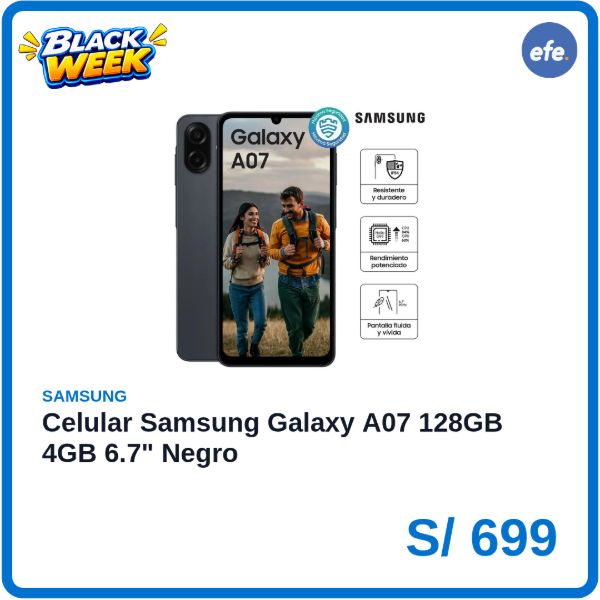 BLACK
WEEK
efe.
Galaxy
A07
SAMSUNG
Resistente
y duradero
Rendimiento
potenciado
Pantalla fluida
y vívida
SAMSUNG
Celular Samsung Galaxy A07 128GB
4GB 6.7" Negro
S/ 699